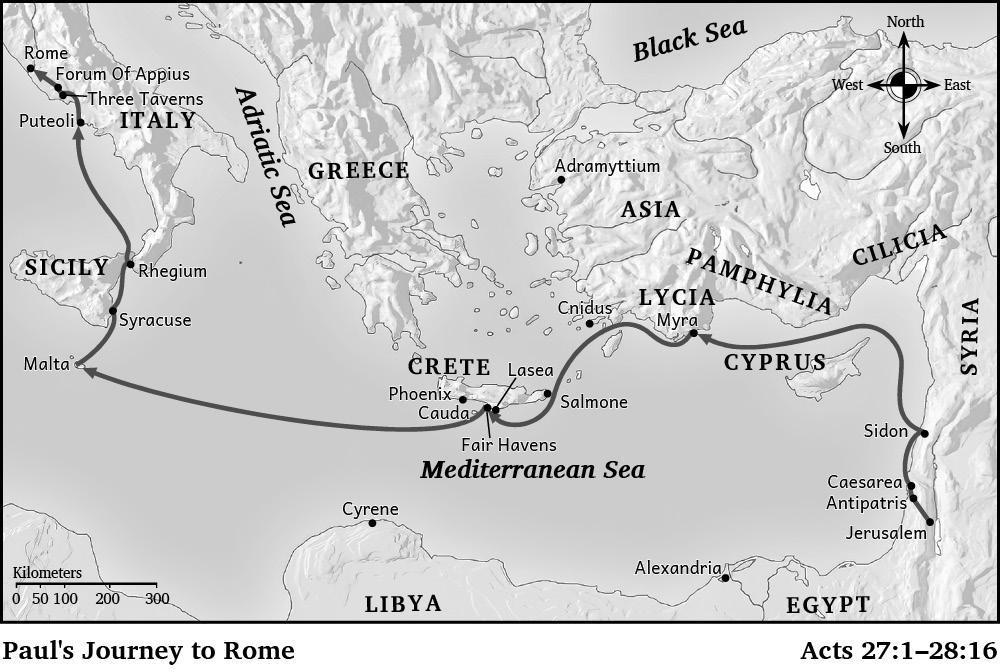 Black Sea
North
West
East
South
Rome
Forum Of Appius
Three Taverns
Puteoli
ITALY
Adriatic Sea
GREECE
Adramyttium
ASIA
CILICIA
PAMPHYLIA
LYCIA
SICILY
Rhegium
Syracuse
Malta
Cnidus
Myra
SYRIA
CYPRUS
CRETE
Lasea
Phoenix
Cauda
Salmone
Fair Havens
Mediterranean Sea
Sidon
Caesarea
Antipatris
Jerusalem
Cyrene
Alexandria
Kilometers
0 50 100 200 300
LIBYA
EGYPT
Paul's Journey to Rome
Acts 27:1–28:16